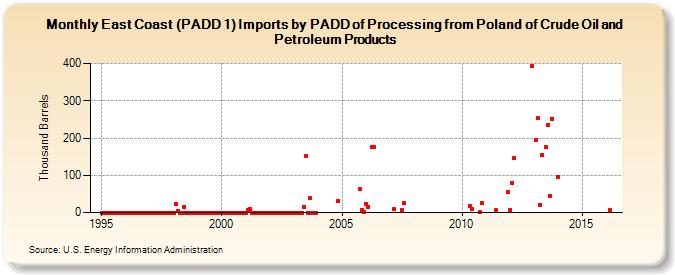 Monthly East Coast (PADD 1) Imports by PADD of Processing from Poland of Crude Oil and
Petroleum Products
Thousand Barrels
400
300
200
100
0
1995
2000
2005
2010
2015
Source: U.S. Energy Information Administration